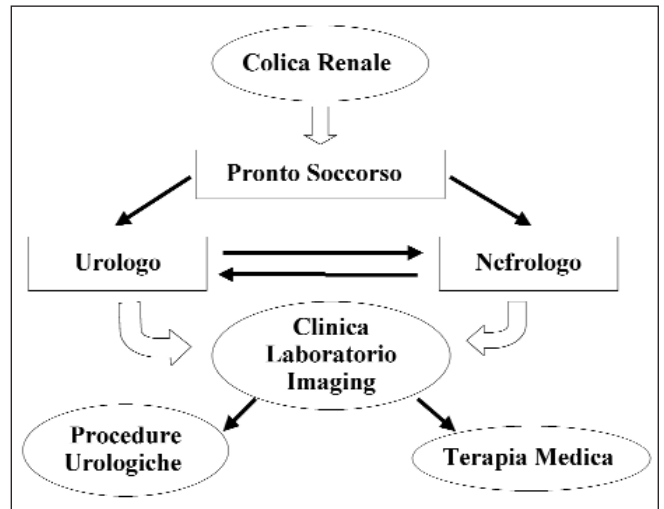 Colica Renale
Pronto Soccorso
Urologo
Nefrologo
Clinica
Laboratorio
Imaging
Procedure
Urologiche
Terapia Medica